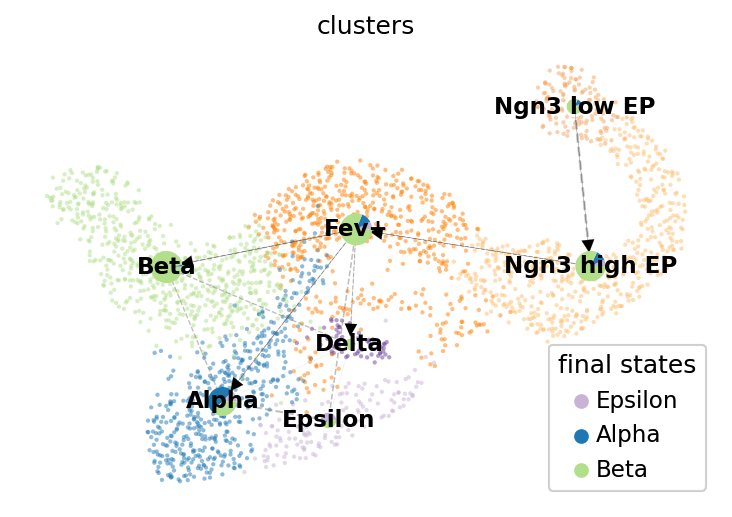 clusters
Ngn3 low EP
Fev+
Beta
Ngn3 high EP
Delta
Alpha
Epsilon
final states
Epsilon
Alpha
Beta